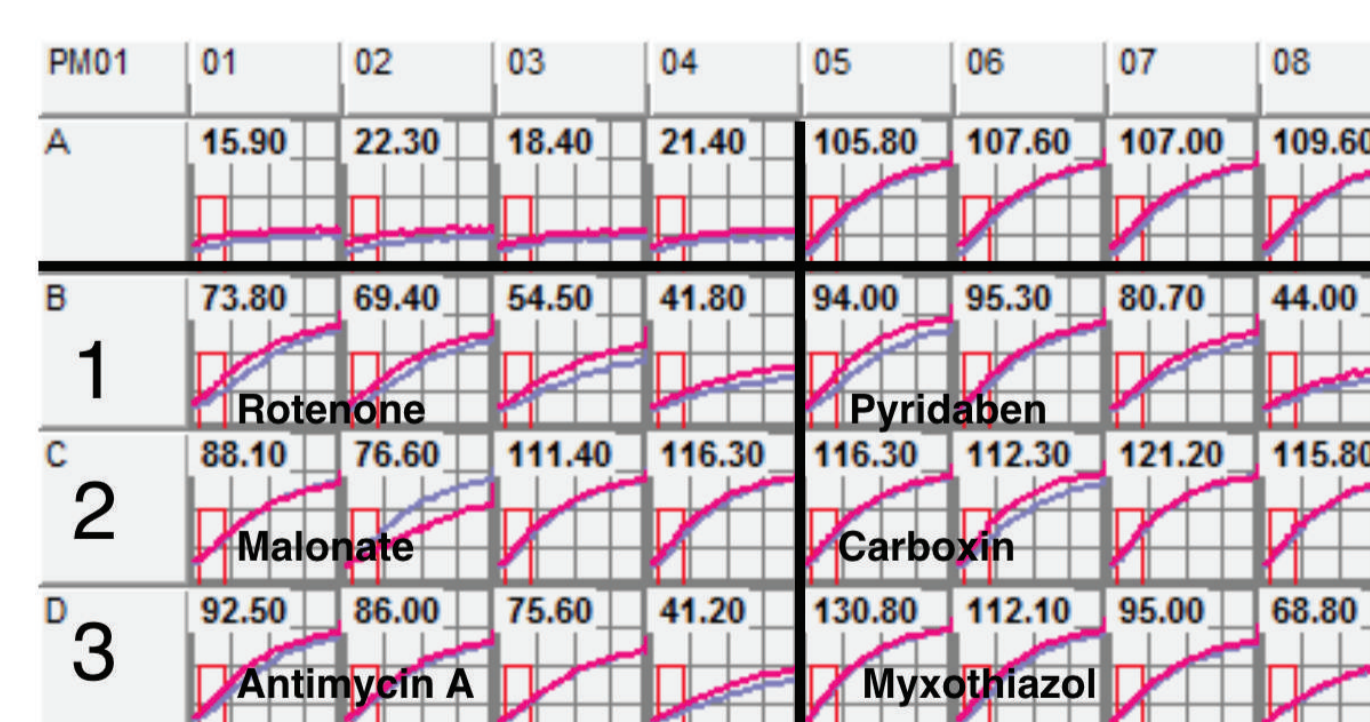 PM01 01 02 03 04 05 06 07 08
A 15.90 22.30 18.40 21.40 105.80 107.60 107.00 109.60
B 73.80 69.40 54.50 41.80 94.00 95.30 80.70 44.00
1 Rotenone Pyridaben
C 88.10 76.60 111.40 116.30 116.30 112.30 121.20 115.80
2 Malonate Carboxin
D 92.50 86.00 75.60 41.20 130.80 112.10 95.00 68.80
3 Antimycin A Myxothiazol